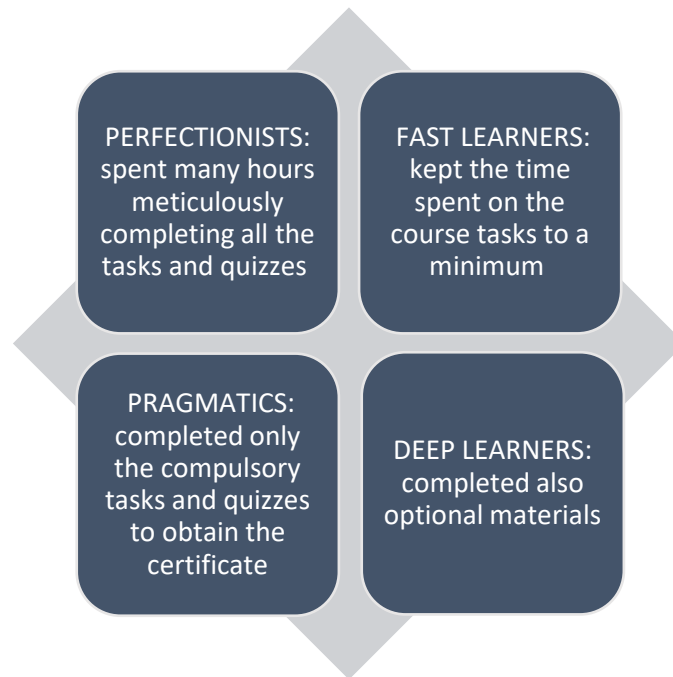 PERFECTIONISTS:
spent many hours
meticulously
completing all the
tasks and quizzes
FAST LEARNERS:
kept the time
spent on the
course tasks to a
minimum
PRAGMATICS:
completed only
the compulsory
tasks and quizzes
to obtain the
certificate
DEEP LEARNERS:
completed also
optional materials